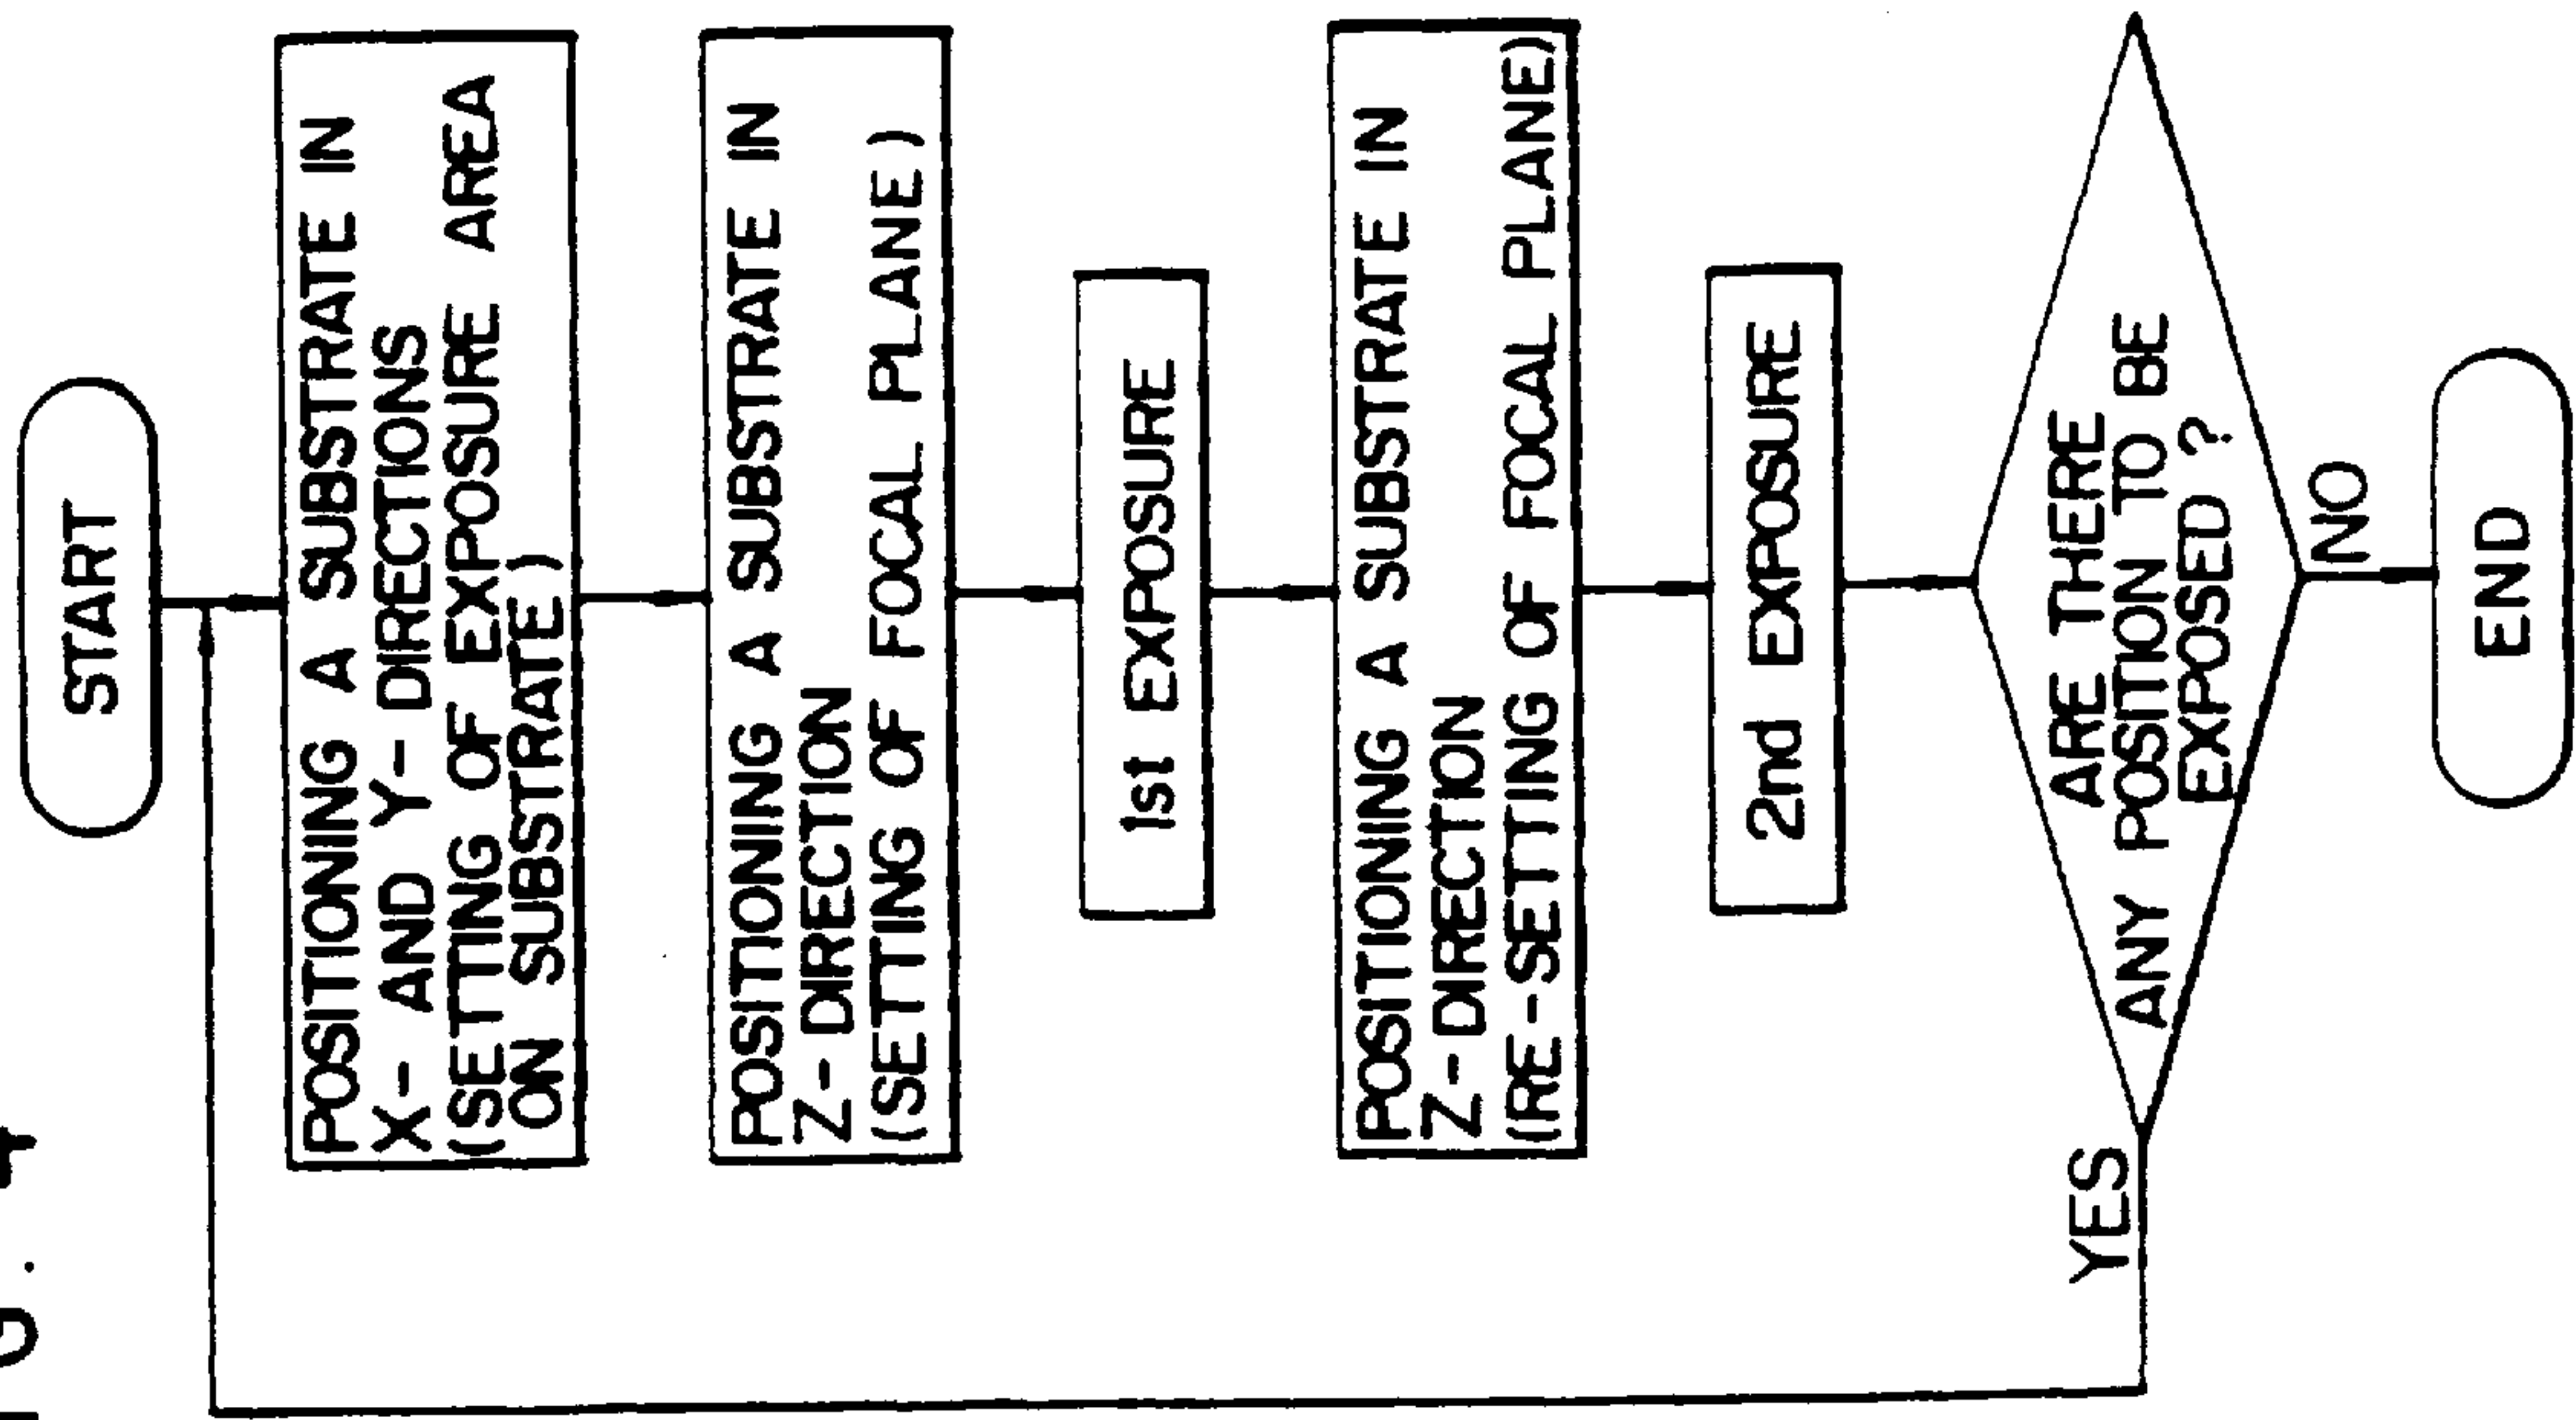 G. 4
START
POSITIONING A SUBSTRATE IN
X- AND Y-DIRECTIONS
(SETTING OF EXPOSURE AREA
ON SUBSTRATE)
POSITIONING A SUBSTRATE IN
Z-DIRECTION
(SETTING OF FOCAL PLANE)
1st EXPOSURE
POSITIONING A SUBSTRATE IN
Z-DIRECTION
(RE-SETTING OF FOCAL PLANE)
2nd EXPOSURE
ARE THERE
ANY POSITION TO BE
EXPOSED ?
YES
NO
END